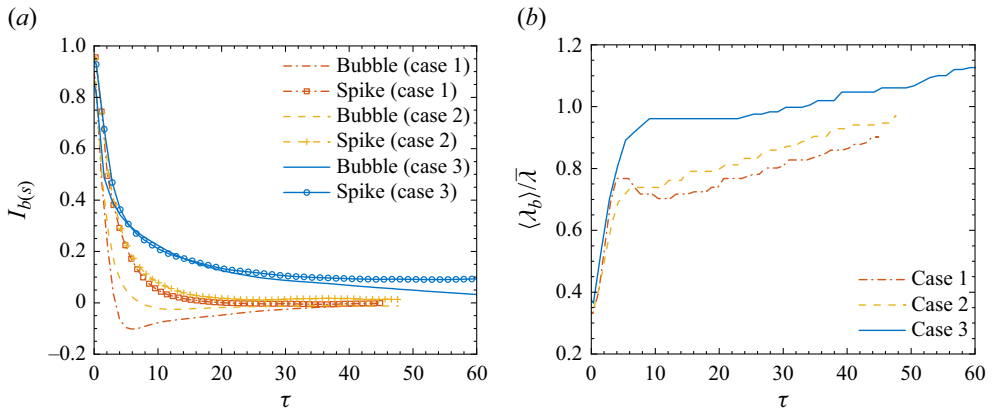 (a)
1.0
0.8
0.6
0.4
0.2
0
–0.2
I_{b(s)}
Bubble (case 1)
Spike (case 1)
Bubble (case 2)
Spike (case 2)
Bubble (case 3)
Spike (case 3)
0 10 20 30 40 50 60
τ
(b)
1.2
1.0
0.8
0.6
0.4
0.2
⟨λ_b⟩/λ̅
Case 1
Case 2
Case 3
0 10 20 30 40 50 60
τ